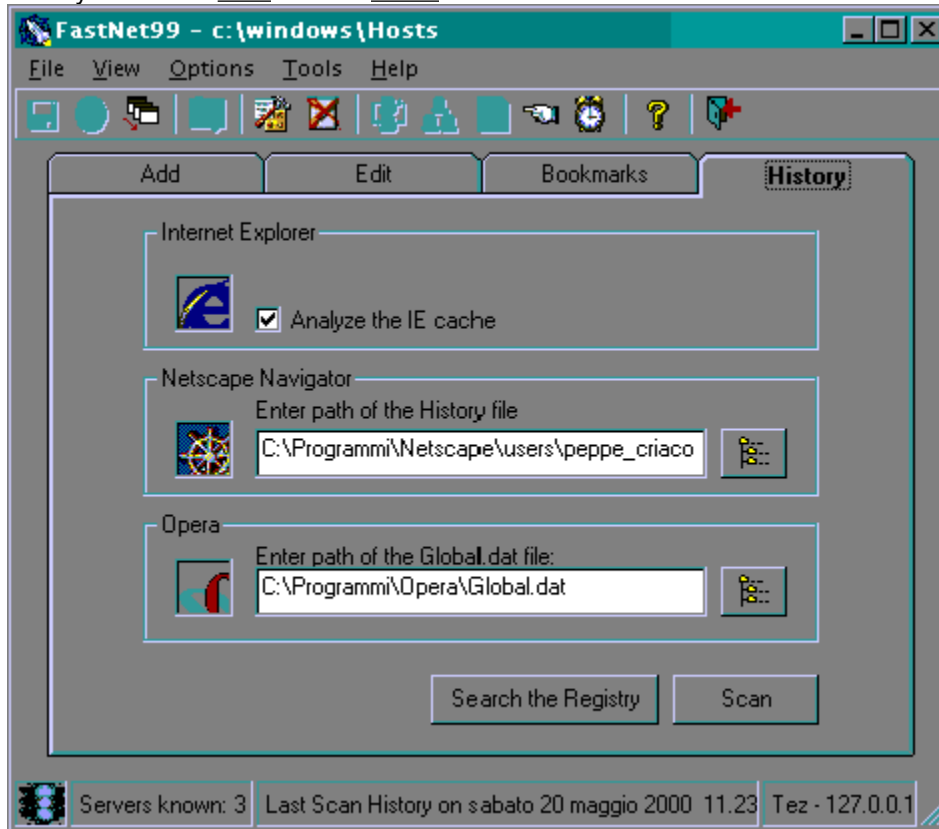 FastNet99 - c:\windows\Hosts
File View Options Tools Help
Add Edit Bookmarks History
Internet Explorer
Analyze the IE cache
Netscape Navigator
Enter path of the History file
C:\Programmi\Netscape\users\peppe_criaco
Opera
Enter path of the Global.dat file:
C:\Programmi\Opera\Global.dat
Search the Registry Scan
Servers known: 3 Last Scan History on sabato 20 maggio 2000 11.23 Tez - 127.0.0.1